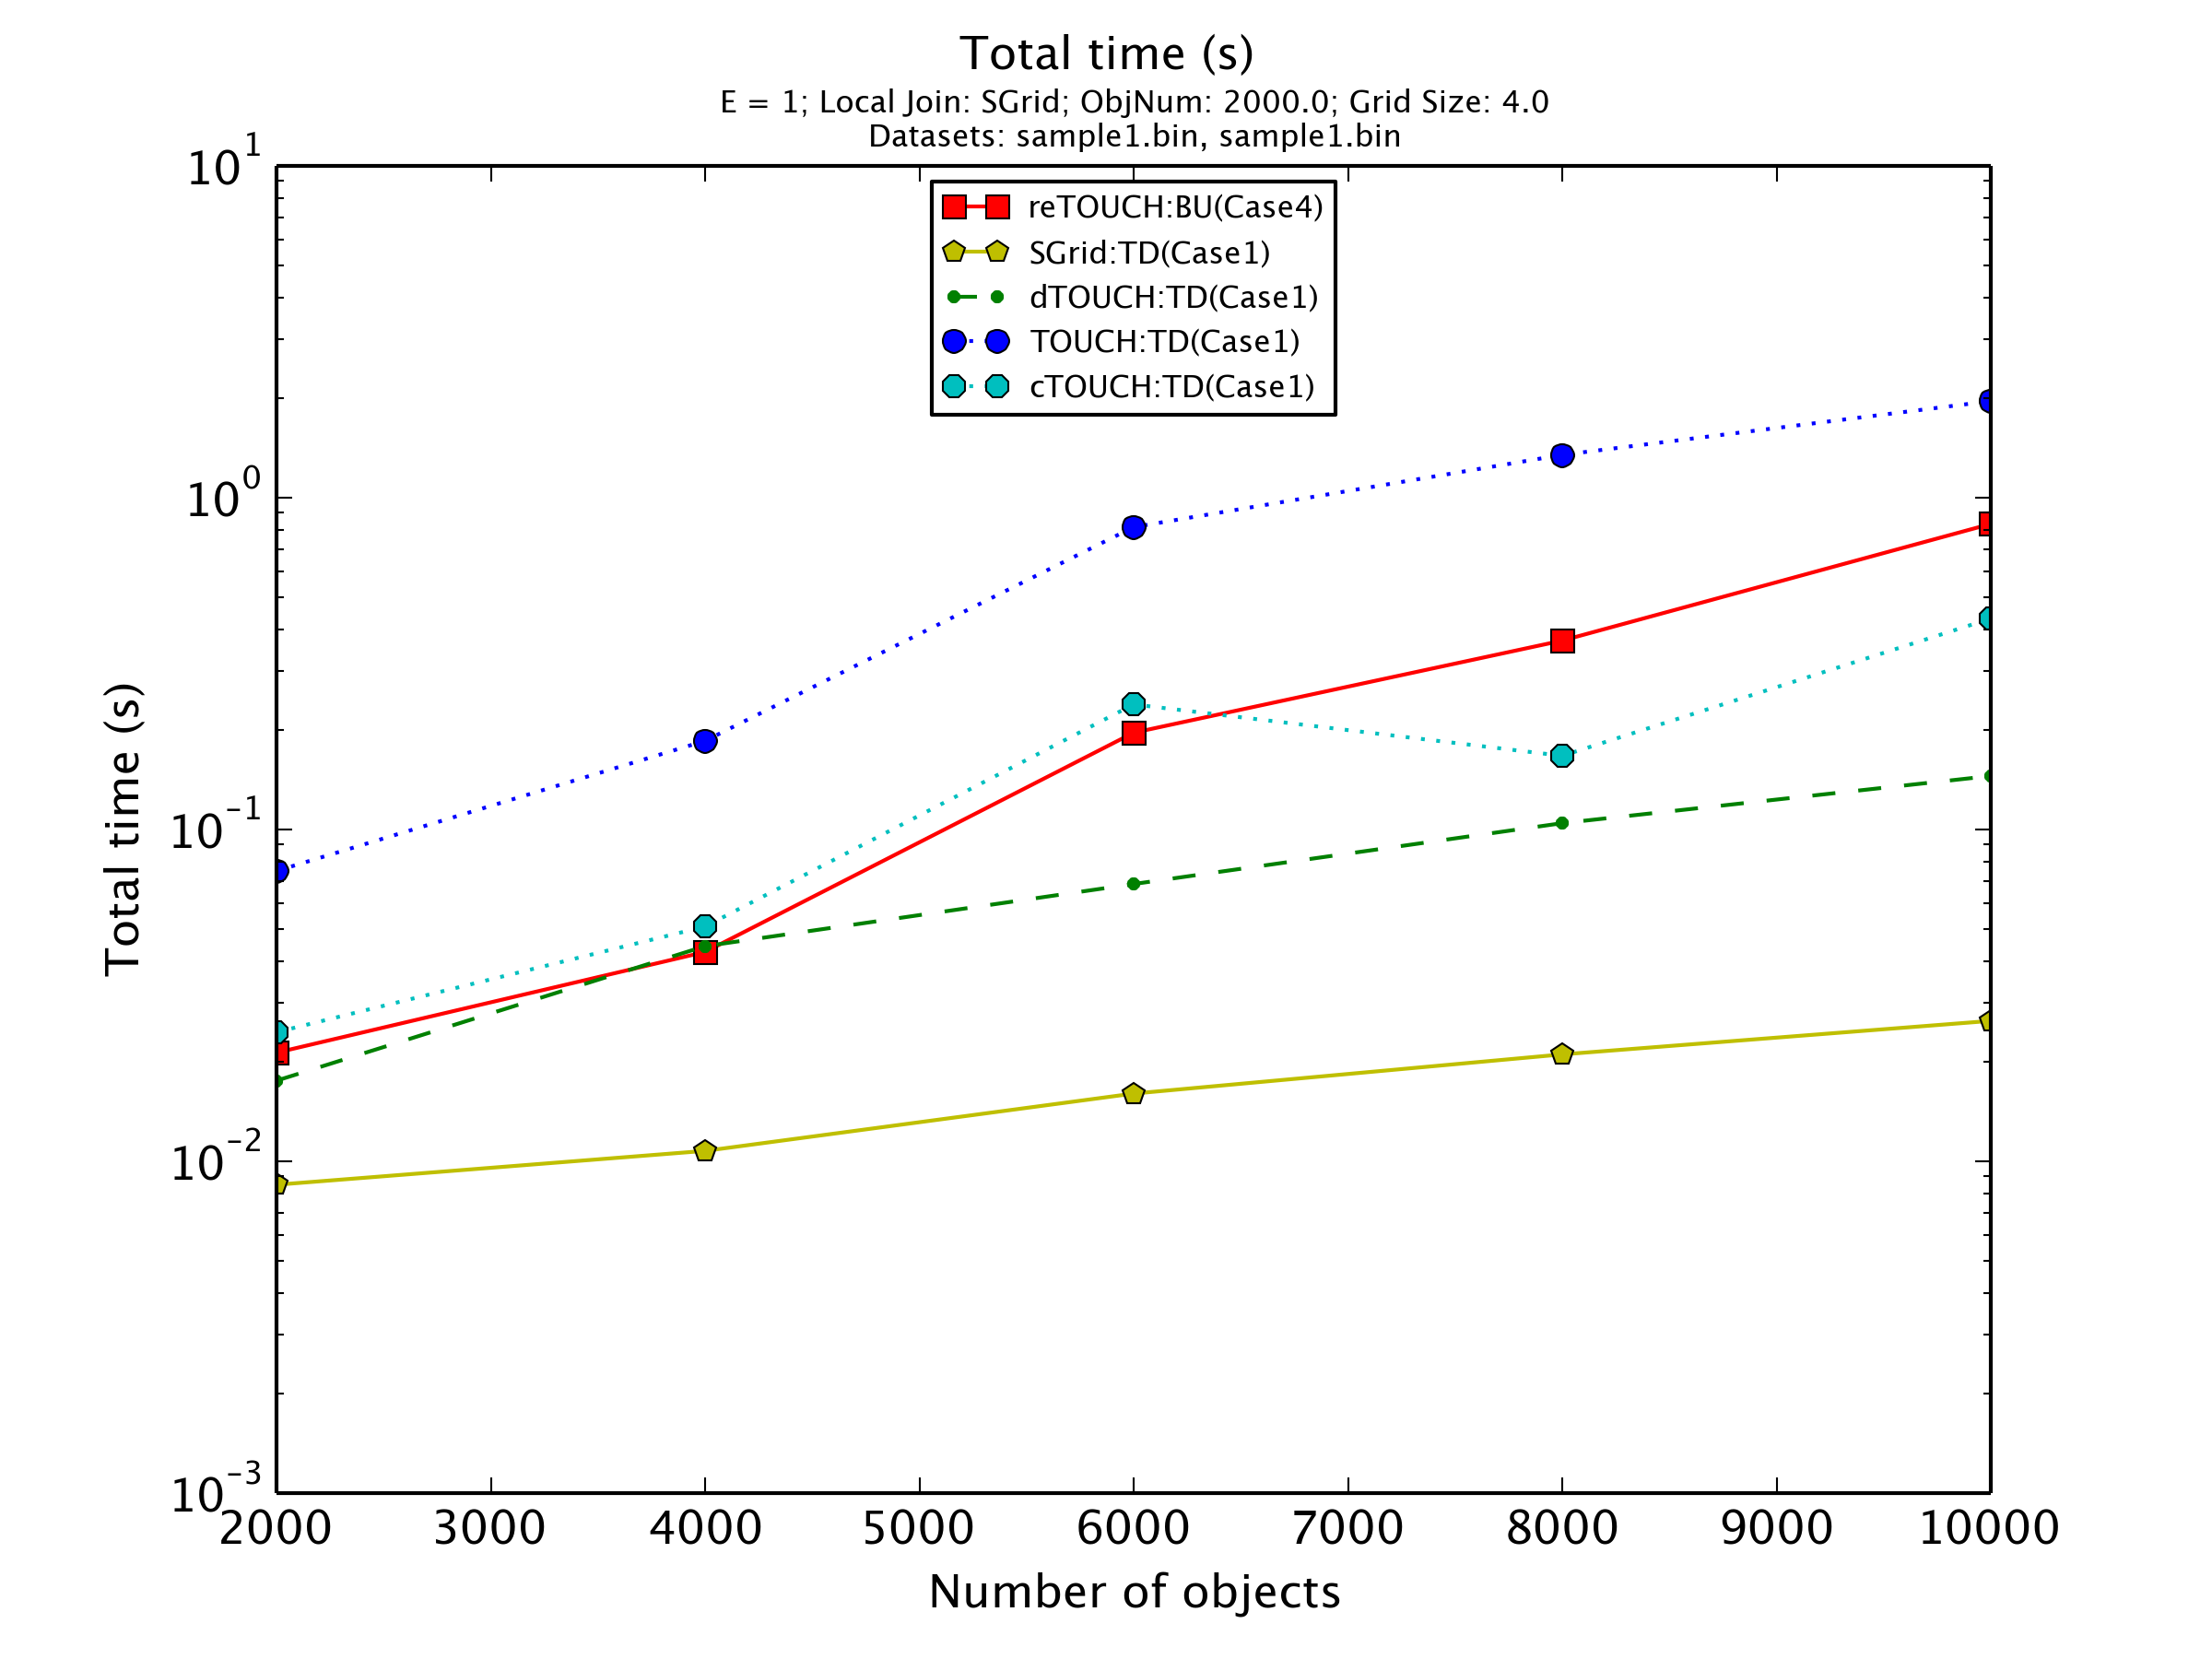 Total time (s)
E = 1; Local Join: SGrid; ObjNum: 2000.0; Grid Size: 4.0
Datasets: sample1.bin, sample1.bin
10^1
10^0
10^-1
10^-2
10^-3
Total time (s)
reTOUCH:BU(Case4)
SGrid:TD(Case1)
dTOUCH:TD(Case1)
TOUCH:TD(Case1)
cTOUCH:TD(Case1)
2000 3000 4000 5000 6000 7000 8000 9000 10000
Number of objects